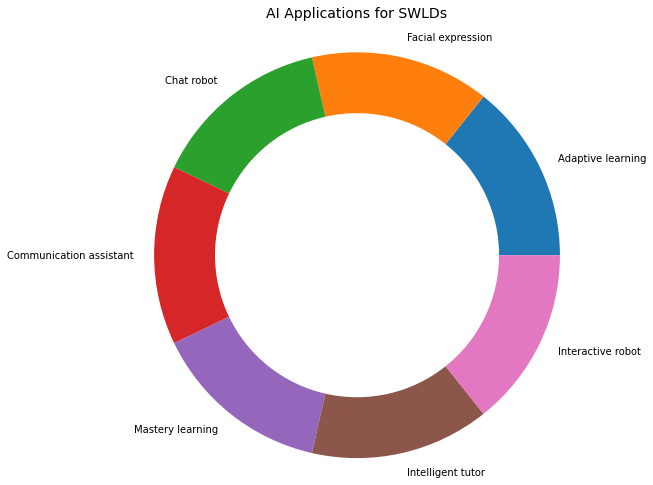 AI Applications for SWLDs
Facial expression
Chat robot
Adaptive learning
Communication assistant
Interactive robot
Mastery learning
Intelligent tutor